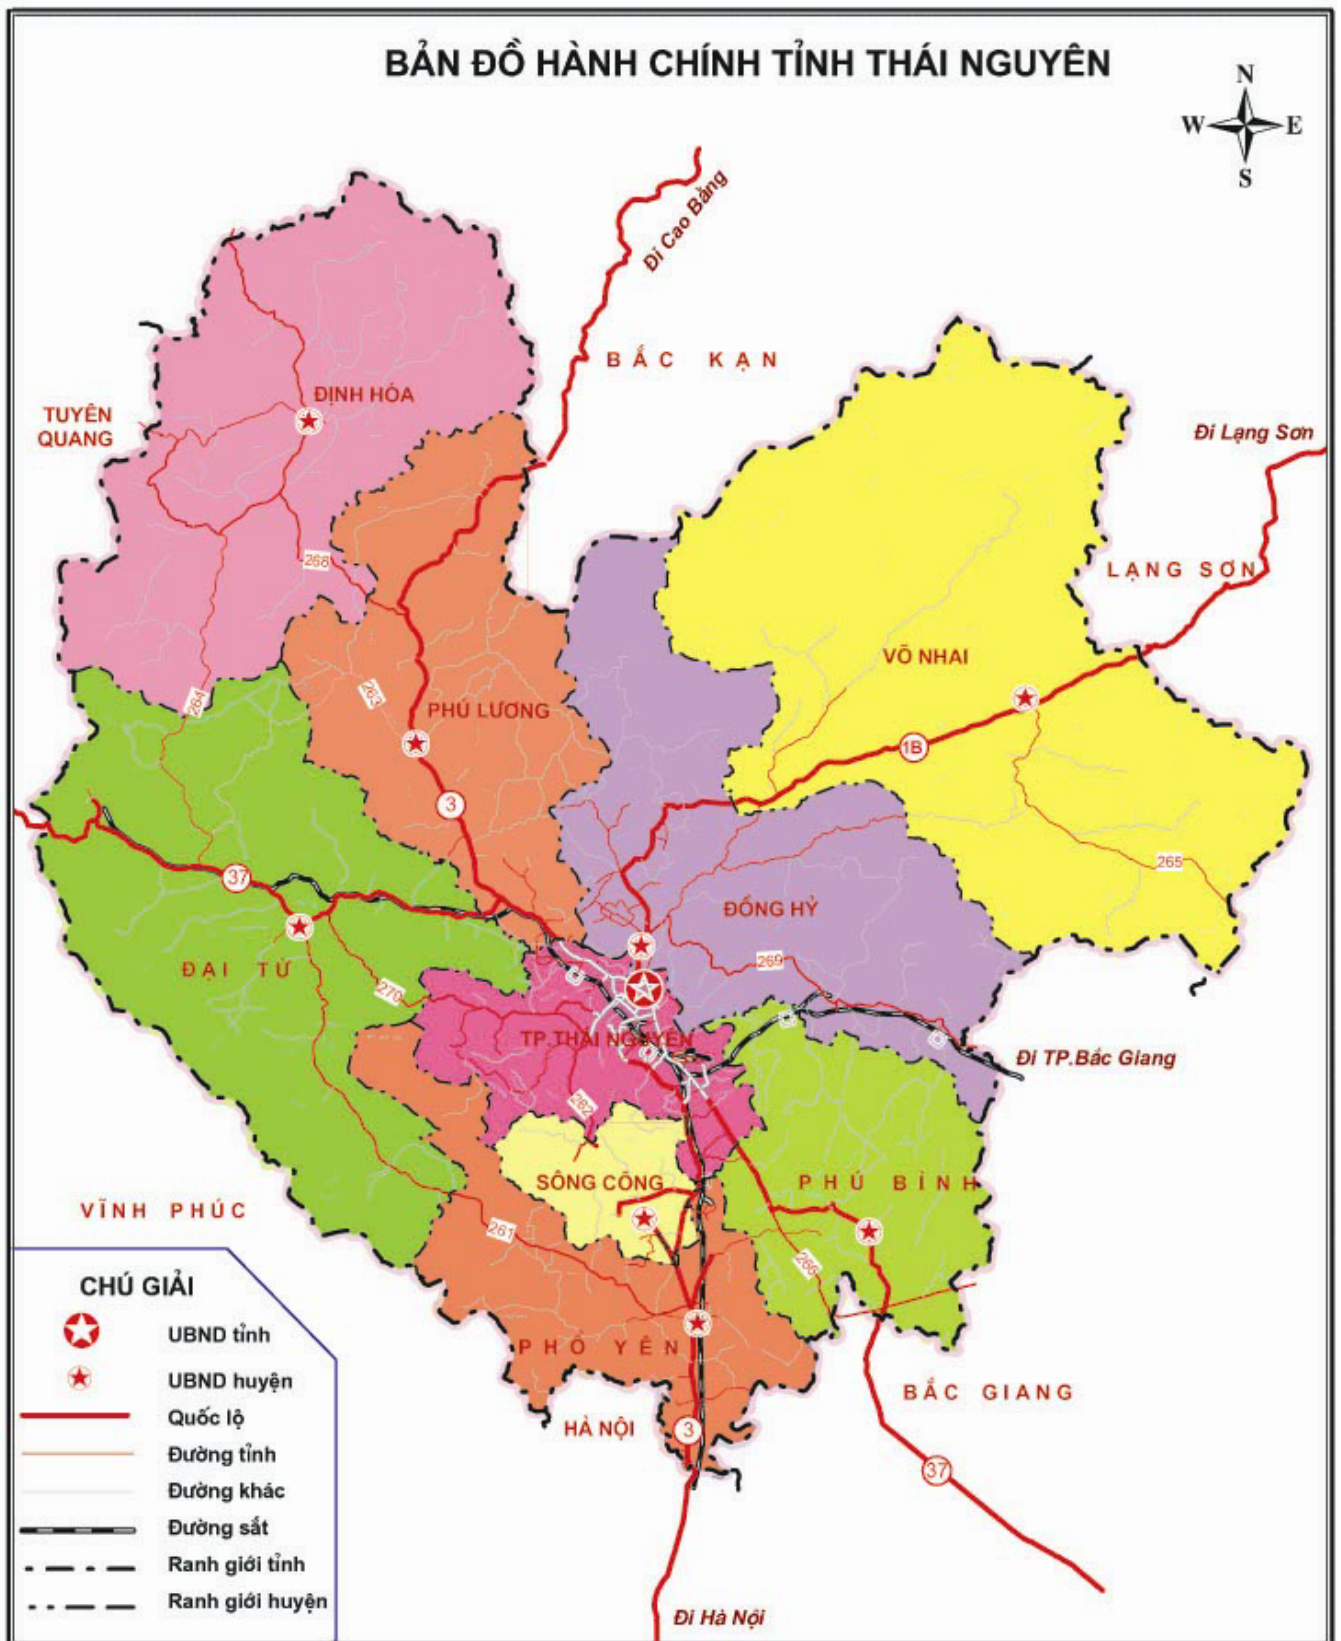 BẢN ĐỒ HÀNH CHÍNH TỈNH THÁI NGUYÊN
N
W E
S
Đi Cao Bằng
BẮC KẠN
ĐỊNH HÓA
TUYÊN
QUANG
Đi Lạng Sơn
268
LẠNG SƠN
VÕ NHAI
264
263
PHÚ LƯƠNG
1B
3
265
37
ĐỒNG HỶ
ĐẠI TỪ
269
270
TP.THÁI NGUYÊN
Đi TP.Bắc Giang
262
SÔNG CÔNG
PHÚ BÌNH
VĨNH PHÚC
261
266
PHỔ YÊN
BẮC GIANG
HÀ NỘI
3
37
Đi Hà Nội
CHÚ GIẢI
UBND tỉnh
UBND huyện
Quốc lộ
Đường tỉnh
Đường khác
Đường sắt
Ranh giới tỉnh
Ranh giới huyện